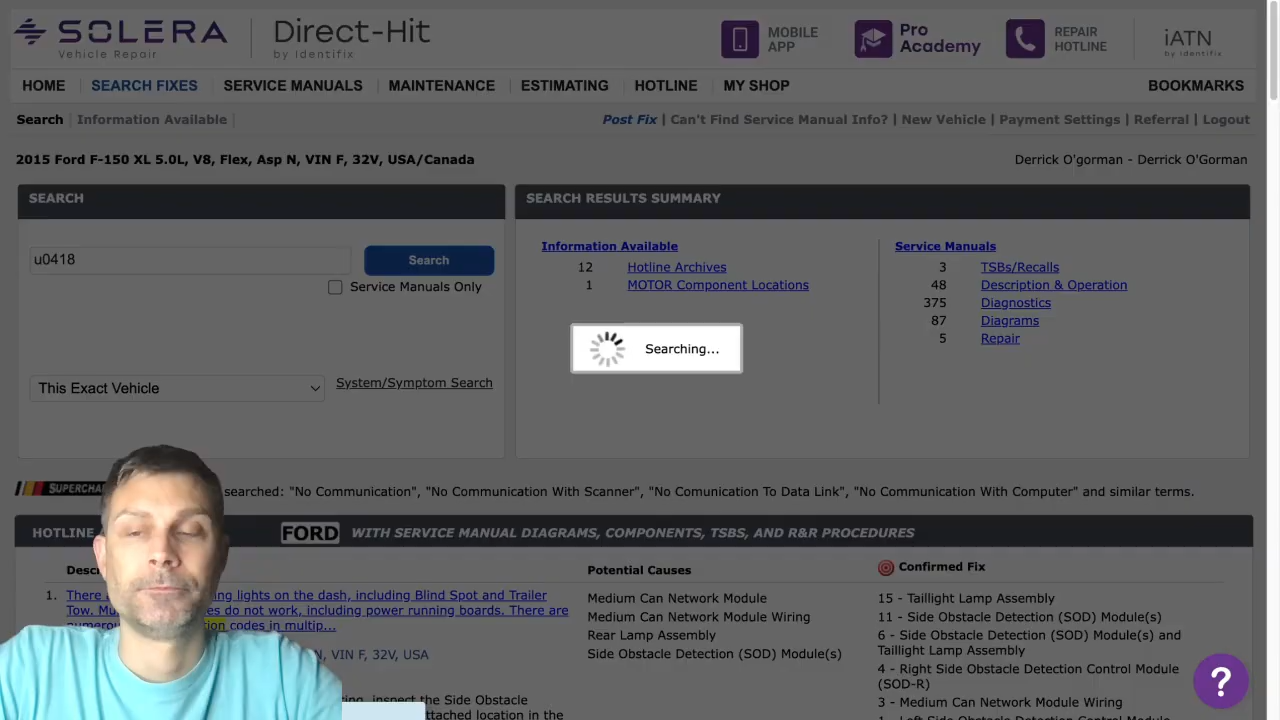 SOLERA
Vehicle Repair
Direct-Hit
by Identifix
MOBILE APP
Pro Academy
REPAIR HOTLINE
iATN
by Identifix
HOME SEARCH FIXES SERVICE MANUALS MAINTENANCE ESTIMATING HOTLINE MY SHOP BOOKMARKS
Search | Information Available |
Post Fix | Can't Find Service Manual Info? | New Vehicle | Payment Settings | Referral | Logout
2015 Ford F-150 XL 5.0L, V8, Flex, Asp N, VIN F, 32V, USA/Canada
Derrick O'gorman - Derrick O'Gorman
SEARCH
u0418
Search
Service Manuals Only
This Exact Vehicle
System/Symptom Search
SEARCH RESULTS SUMMARY
Information Available
12 Hotline Archives
1 MOTOR Component Locations
Service Manuals
3 TSBs/Recalls
48 Description & Operation
375 Diagnostics
87 Diagrams
5 Repair
Searching...
searched: "No Communication", "No Communication With Scanner", "No Comunication To Data Link", "No Communication With Computer" and similar terms.
HOTLINE
FORD WITH SERVICE MANUAL DIAGRAMS, COMPONENTS, TSBS, AND R&R PROCEDURES
Potential Causes
Confirmed Fix
1. There
lights on the dash, including Blind Spot and Trailer
Tow.
do not work, including power running boards. There are
codes in multip...
N, VIN F, 32V, USA
inspect the Side Obstacle
attached location in the
Medium Can Network Module
Medium Can Network Module Wiring
Rear Lamp Assembly
Side Obstacle Detection (SOD) Module(s)
15 - Taillight Lamp Assembly
11 - Side Obstacle Detection (SOD) Module(s)
6 - Side Obstacle Detection (SOD) Module(s) and
Taillight Lamp Assembly
4 - Right Side Obstacle Detection Control Module
(SOD-R)
3 - Medium Can Network Module Wiring
?